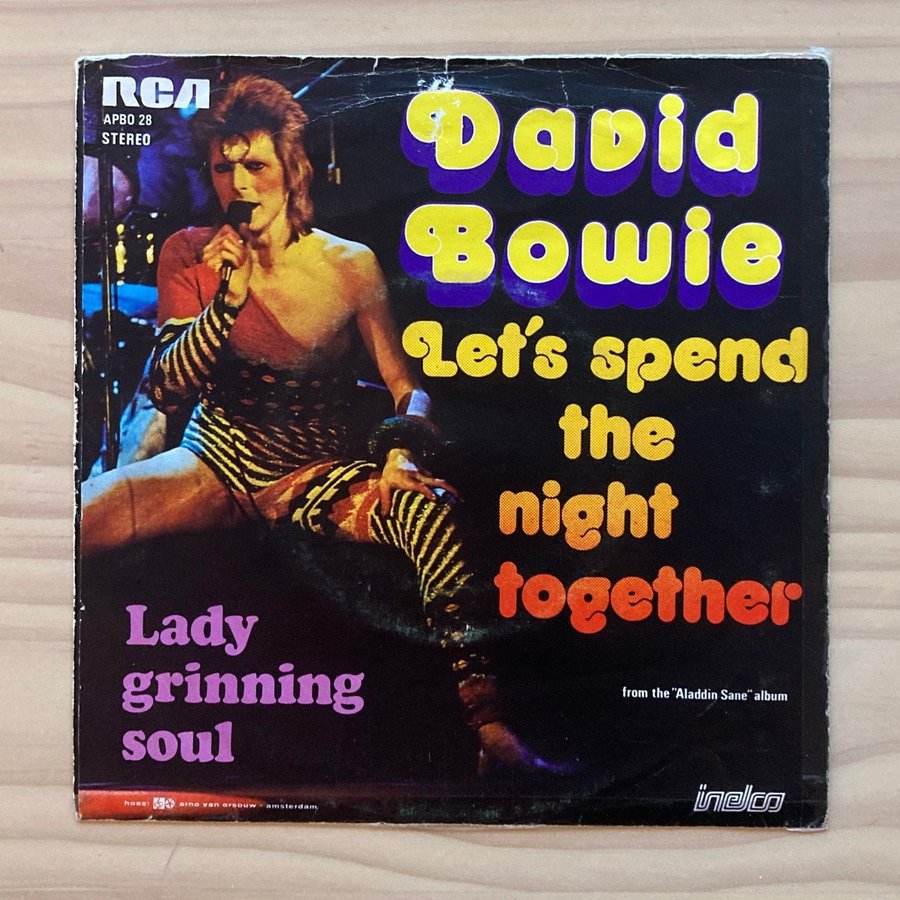 RCA
APBO 28
STEREO
David
Bowie
Let's spend
the
night
together
Lady
grinning
soul
from the "Aladdin Sane" album
hoes: arno van orsouw - amsterdam
inelco